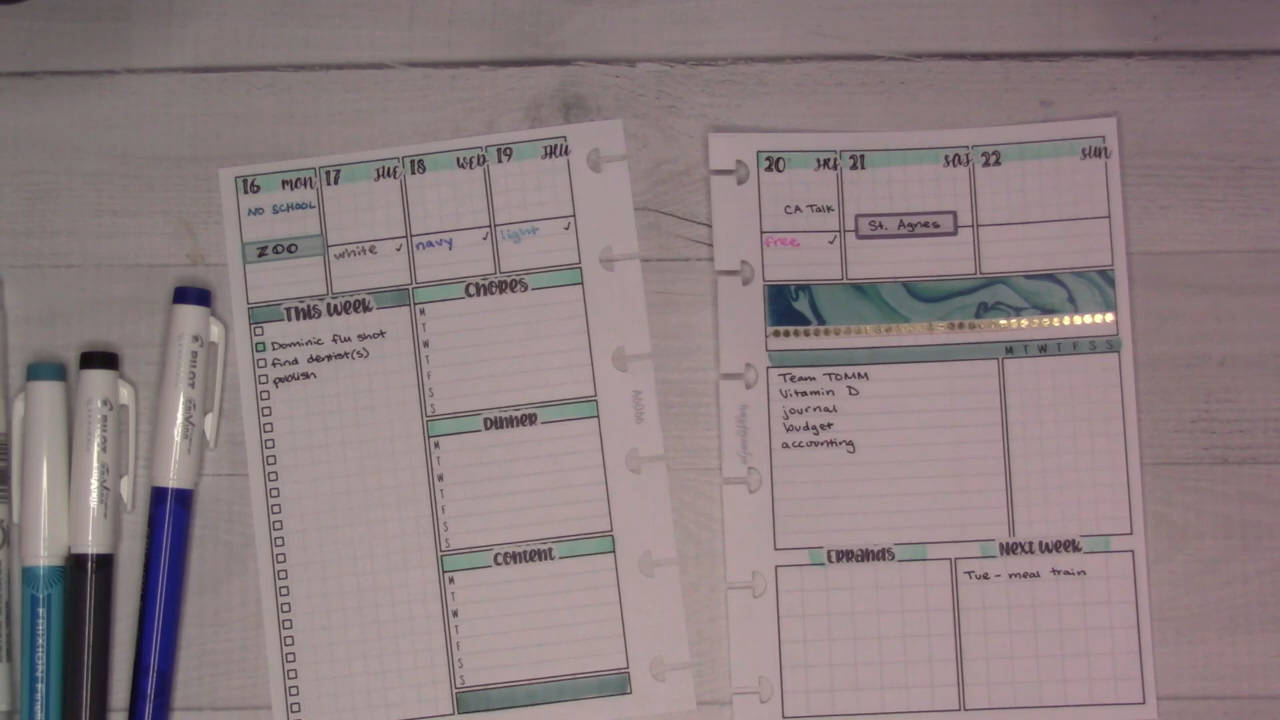 16 MON
NO SCHOOL
ZOO
17 TUE
white ✓
18 WED
navy ✓
19 THU
light ✓
THIS WEEK
Dominic flu shot
find dentist(s)
publish
CHORES
M
T
W
T
F
S
S
DINNER
M
T
W
T
F
S
S
CONTENT
M
T
W
T
F
S
S
20 FRI
CA Talk
free ✓
21 SAT
St. Agnes
22 SUN
M T W T F S S
Team TOMM
Vitamin D
journal
budget
accounting
ERRANDS
NEXT WEEK
Tue - meal train
PILOT
PILOT
FRIXION